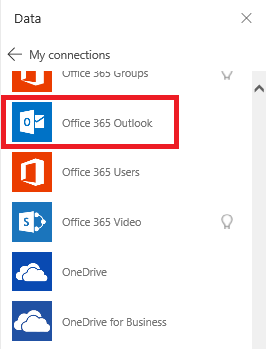 Data
My connections
Office 365 Groups
Office 365 Outlook
Office 365 Users
Office 365 Video
OneDrive
OneDrive for Business